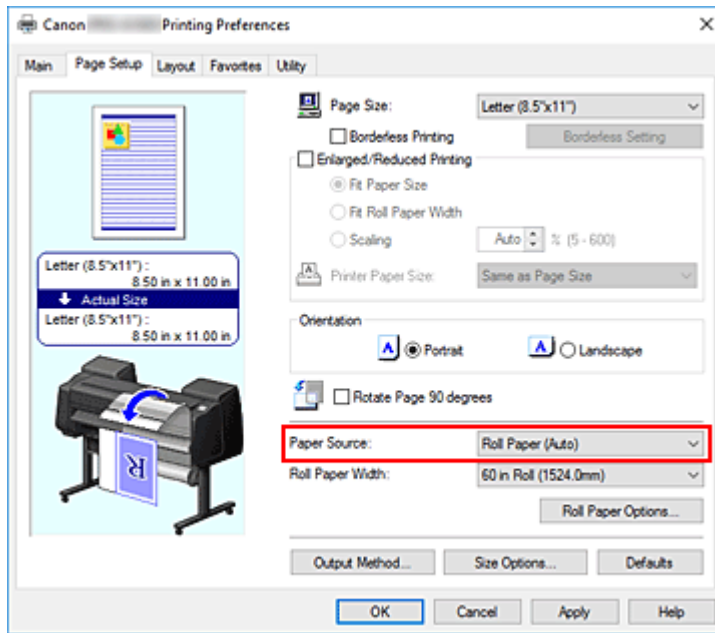 Canon Printing Preferences
Main Page Setup Layout Favorites Utility
Page Size: Letter (8.5"x11")
Borderless Printing Borderless Setting
Enlarged/Reduced Printing
Fit Paper Size
Fit Roll Paper Width
Scaling Auto % (5 - 600)
Printer Paper Size: Same as Page Size
Letter (8.5"x11") :
8.50 in x 11.00 in
Actual Size
Letter (8.5"x11") :
8.50 in x 11.00 in
Orientation
A Portrait A Landscape
Rotate Page 90 degrees
Paper Source: Roll Paper (Auto)
Roll Paper Width: 60 in Roll (1524.0mm)
R
Roll Paper Options...
Output Method... Size Options... Defaults
OK Cancel Apply Help